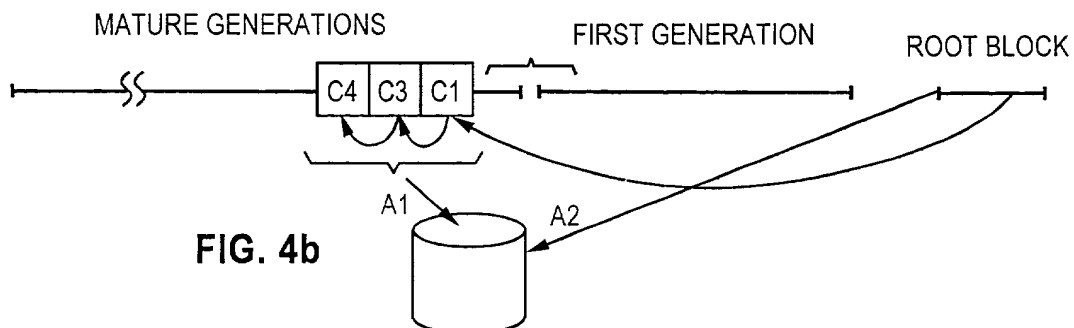 MATURE GENERATIONS
FIRST GENERATION
ROOT BLOCK
C4 C3 C1
A1
A2
FIG. 4b